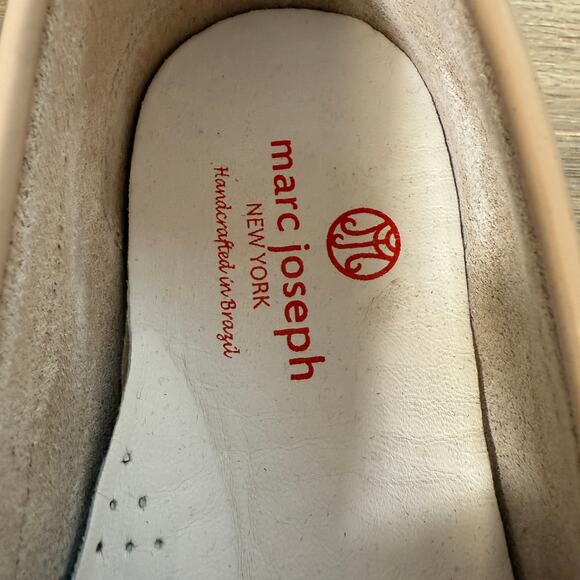 marc joseph
NEW YORK
Handcrafted in Brazil